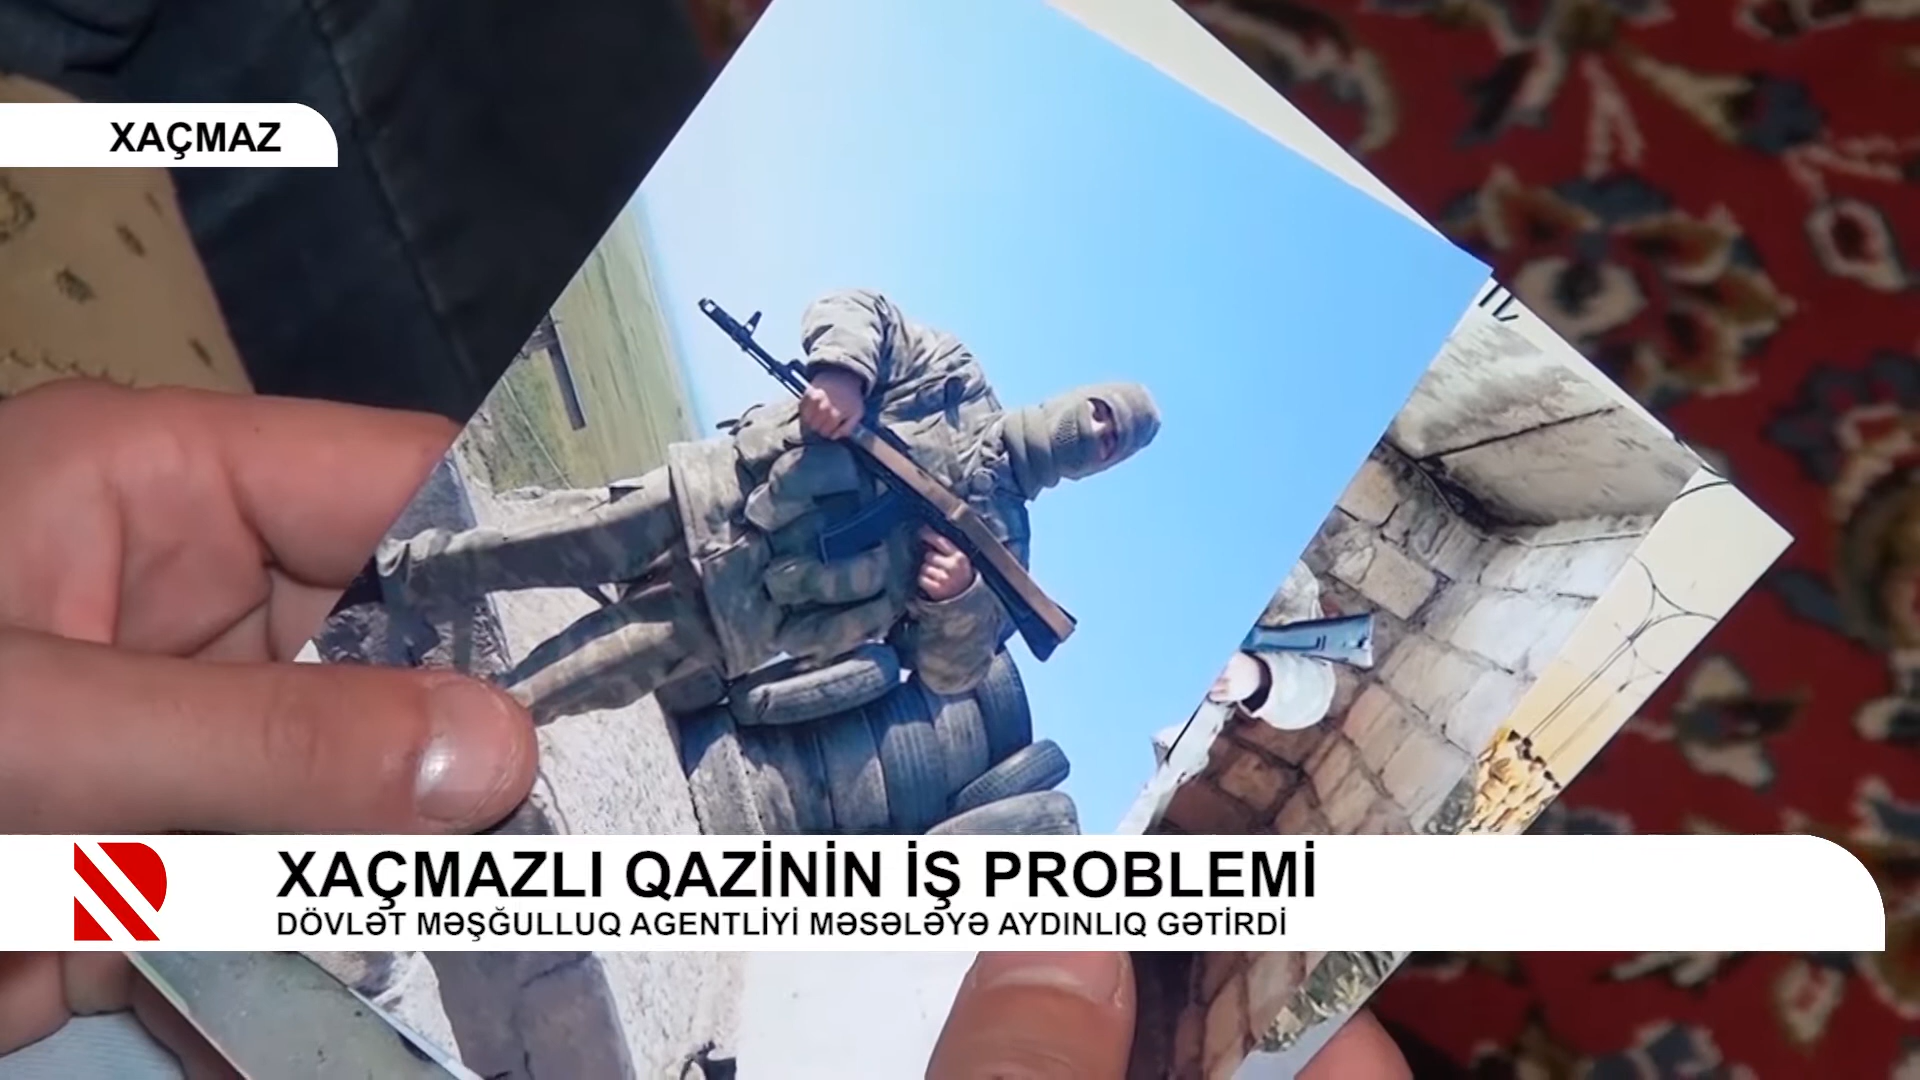 XAÇMAZ
XAÇMAZLI QAZİNİN İŞ PROBLEMİ
DÖVLƏT MƏŞĞULLUQ AGENTLİYİ MƏSƏLƏYƏ AYDINLIQ GƏTİRDİ